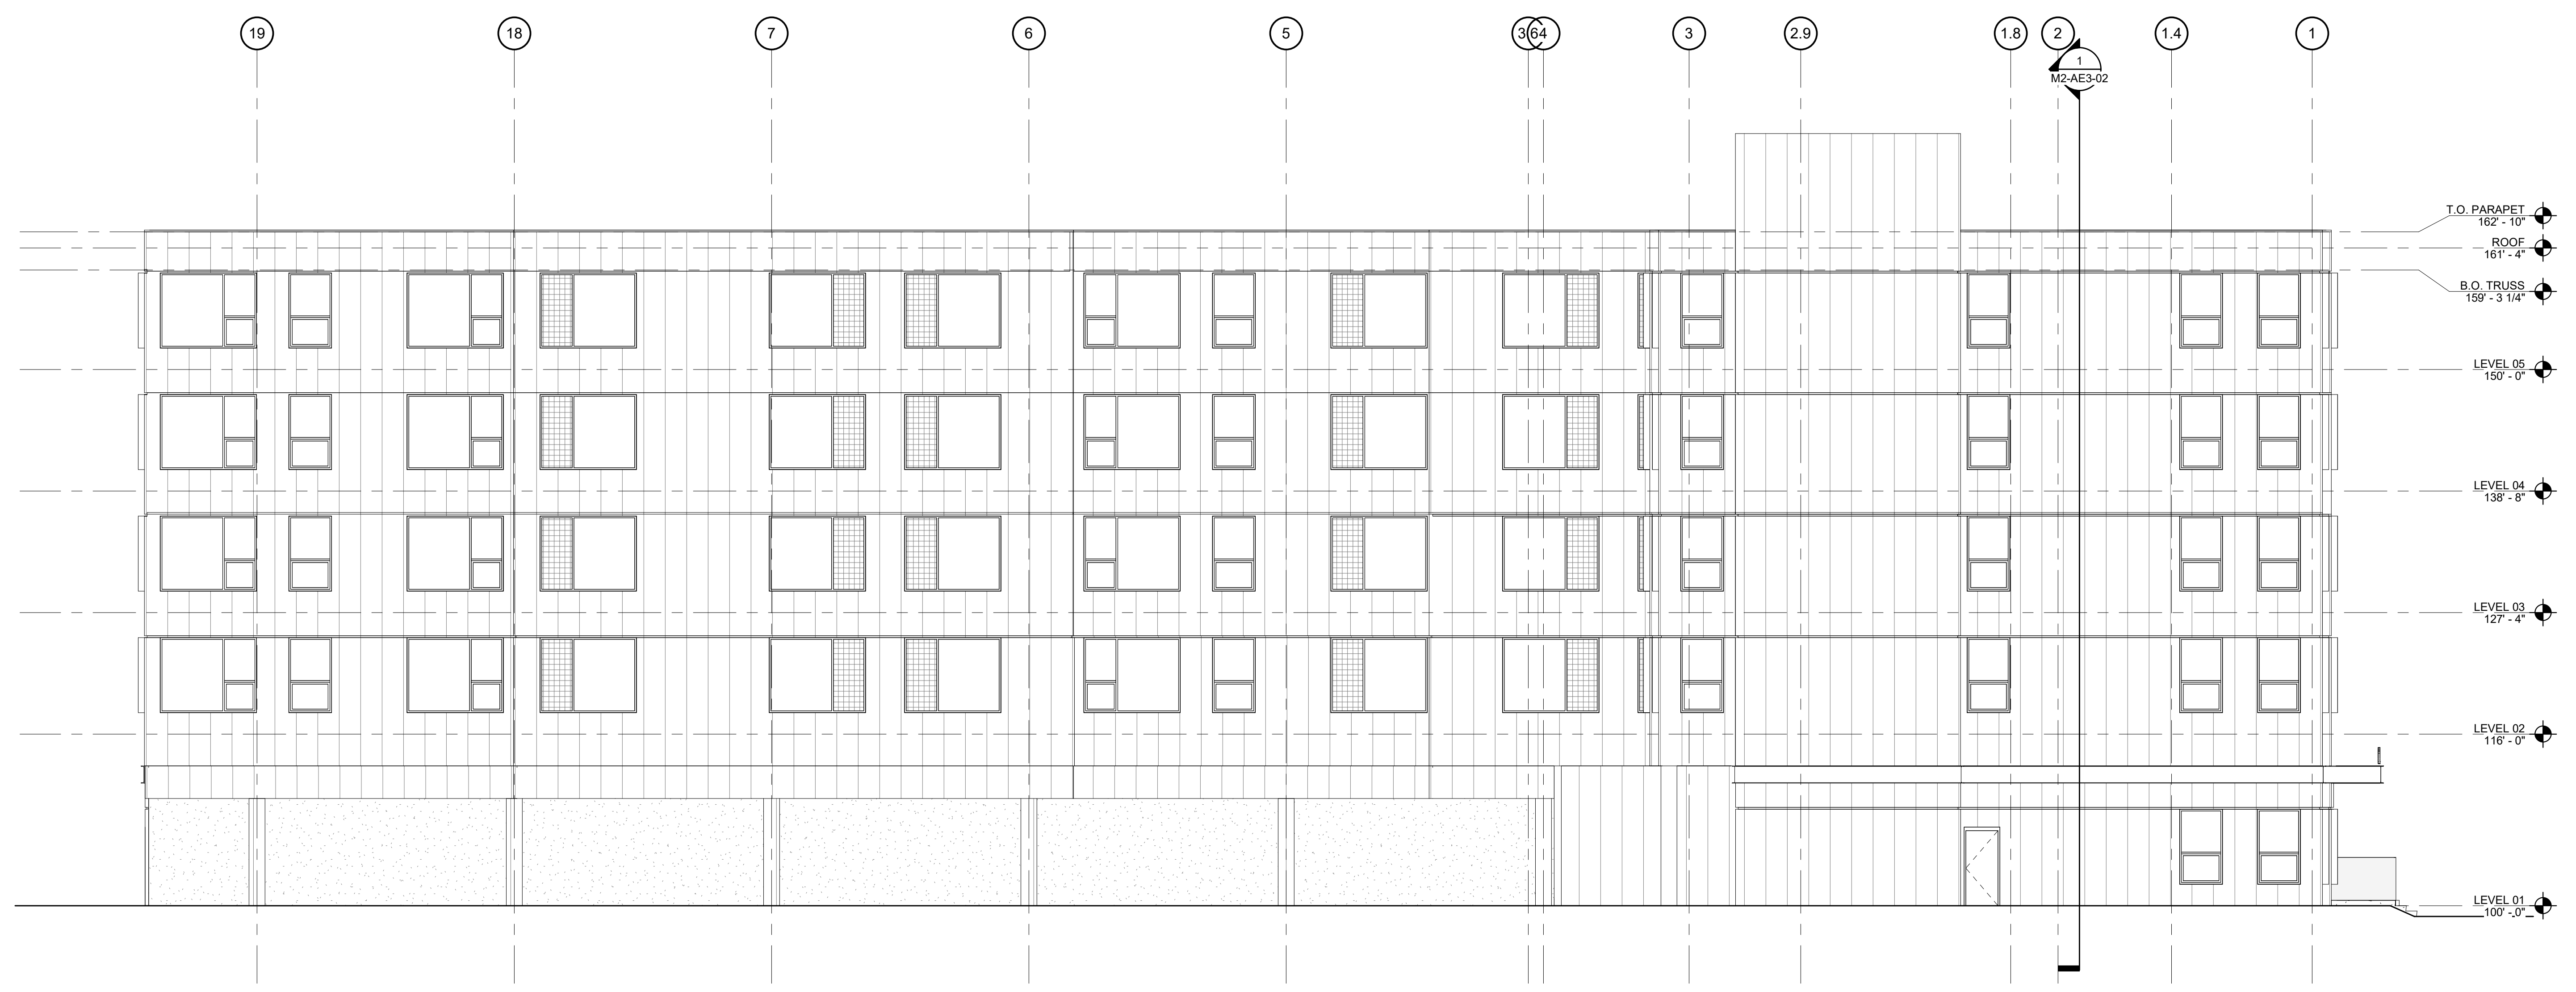 19
18
7
6
5
3.6
4
3
2.9
1.8
2
1.4
1
1
M2-AE3-02
T.O. PARAPET
162' - 10"
ROOF
161' - 4"
B.O. TRUSS
159' - 3 1/4"
LEVEL 05
150' - 0"
LEVEL 04
138' - 8"
LEVEL 03
127' - 4"
LEVEL 02
116' - 0"
LEVEL 01
100' - 0"